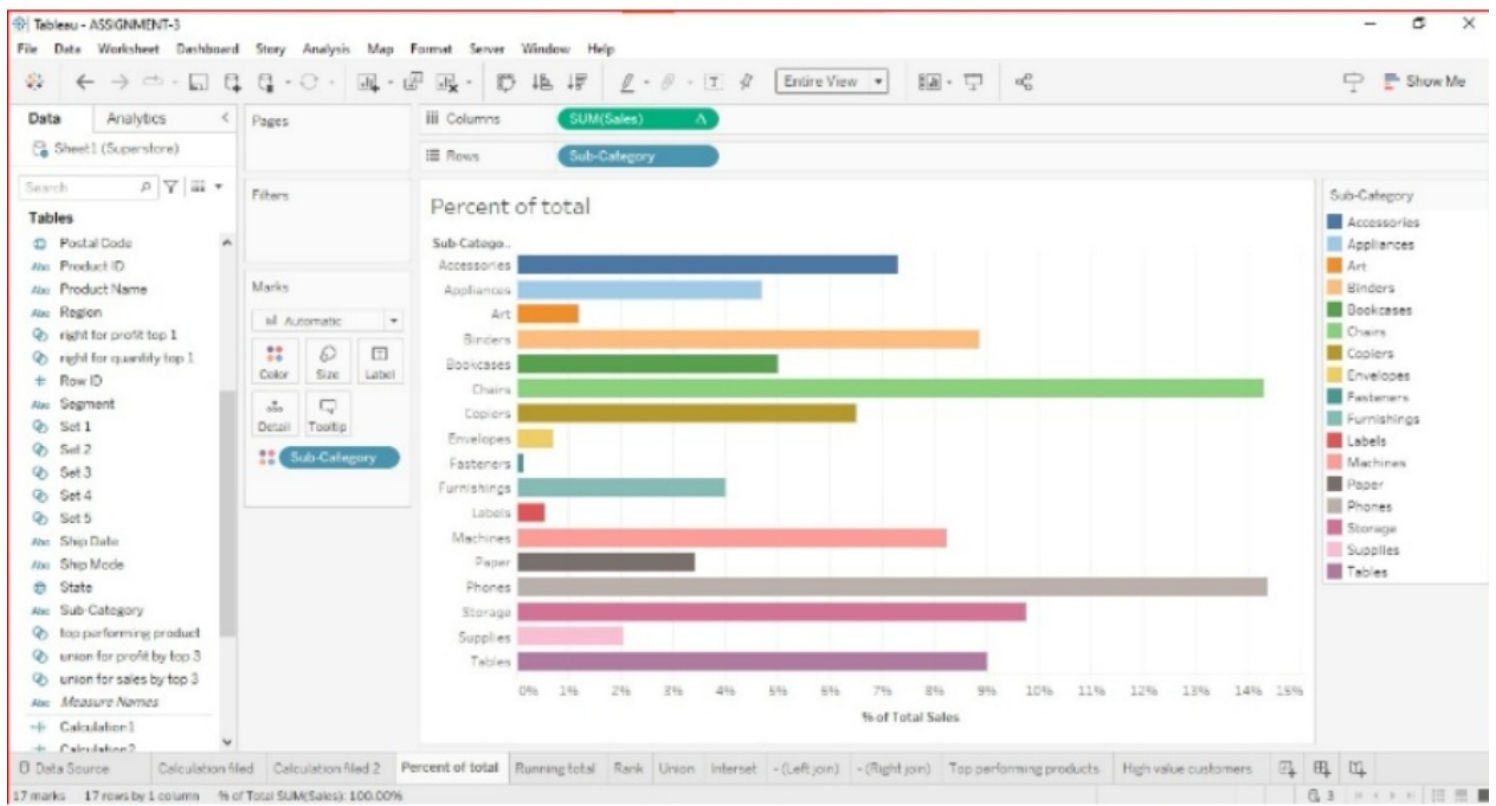 Tableau - ASSIGNMENT-3
File Data Worksheet Dashboard Story Analysis Map Format Server Window Help
Entire View
Show Me
Data Analytics
Sheet1 (Superstore)
Search
Tables
Postal Code
Abc Product ID
Abc Product Name
Abc Region
right for profit top 1
right for quantity top 1
Row ID
Abc Segment
Set 1
Set 2
Set 3
Set 4
Set 5
Abc Ship Date
Abc Ship Mode
State
Abc Sub-Category
top performing product
union for profit by top 3
union for sales by top 3
Abc Measure Names
Calculation1
Calculation2
Pages
Filters
Marks
Automatic
Color Size Label
Detail Tooltip
Sub-Category
Columns SUM(Sales)
Rows Sub-Category
Percent of total
Sub-Catego..
Accessories
Appliances
Art
Binders
Bookcases
Chairs
Copiers
Envelopes
Fasteners
Furnishings
Labels
Machines
Paper
Phones
Storage
Supplies
Tables
0% 1% 2% 3% 4% 5% 6% 7% 8% 9% 10% 11% 12% 13% 14% 15%
% of Total Sales
Sub-Category
Accessories
Appliances
Art
Binders
Bookcases
Chairs
Copiers
Envelopes
Fasteners
Furnishings
Labels
Machines
Paper
Phones
Storage
Supplies
Tables
Data Source Calculation filed Calculation filed 2 Percent of total Running total Rank Union Interset - (Left join) - (Right join) Top performing products High value customers
17 marks 17 rows by 1 column % of Total SUM(Sales): 100.00% 3